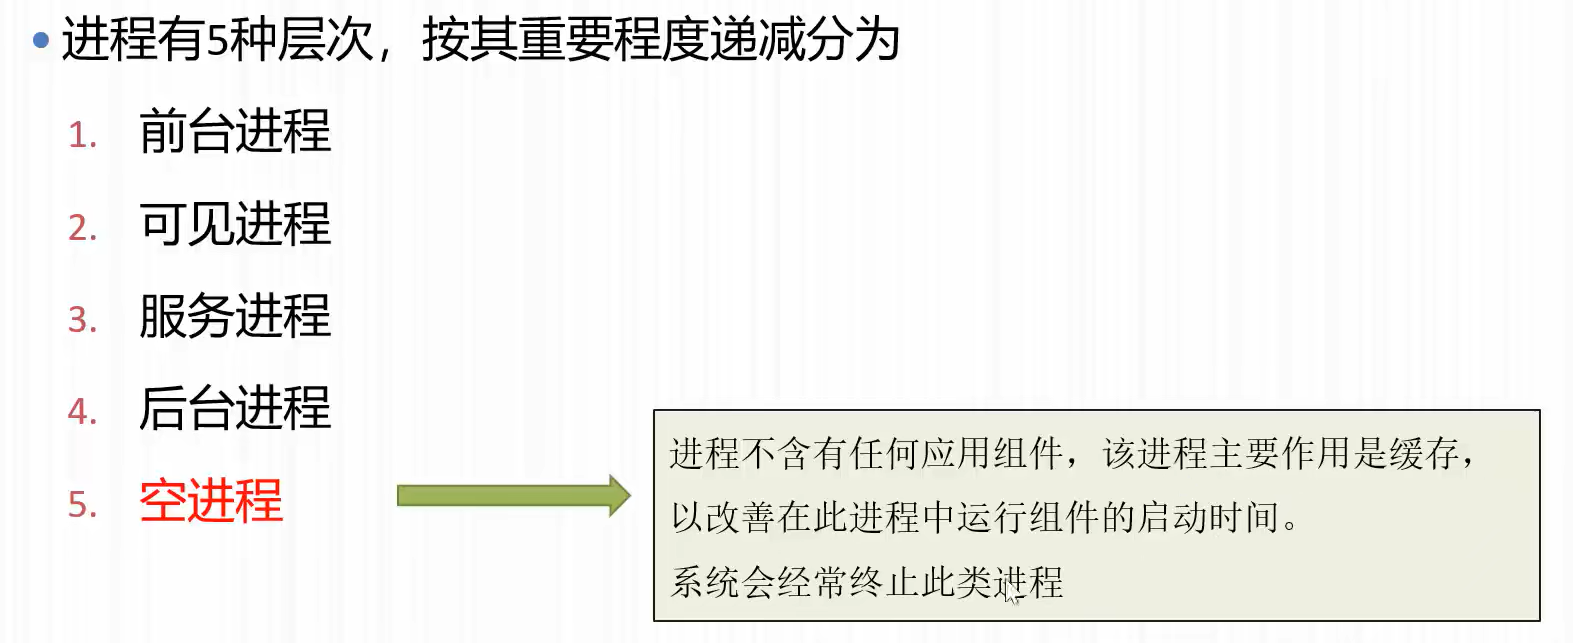 • 进程有5种层次，按其重要程度递减分为
1. 前台进程
2. 可见进程
3. 服务进程
4. 后台进程
5. 空进程
进程不含有任何应用组件，该进程主要作用是缓存，
以改善在此进程中运行组件的启动时间。
系统会经常终止此类进程